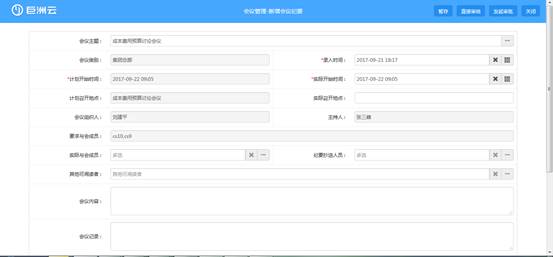 巨洲云
会议管理-新增会议纪要
暂存 直接审核 发起审批 关闭
会议主题： 成本费用预算讨论会议
会议类别： 集团总部 *录入时间： 2017-09-21 18:17
*计划开始时间： 2017-09-22 09:05 *实际开始时间： 2017-09-22 09:05
计划召开地点： 成本费用预算讨论会议 实际召开地点：
会议组织人： 刘建平 主持人： 张三峰
要求与会成员： cs10,cs9
实际与会成员： 多选 纪要抄送人员： 多选
其他可阅读者： 其他可阅读者
会议内容：
会议记录：